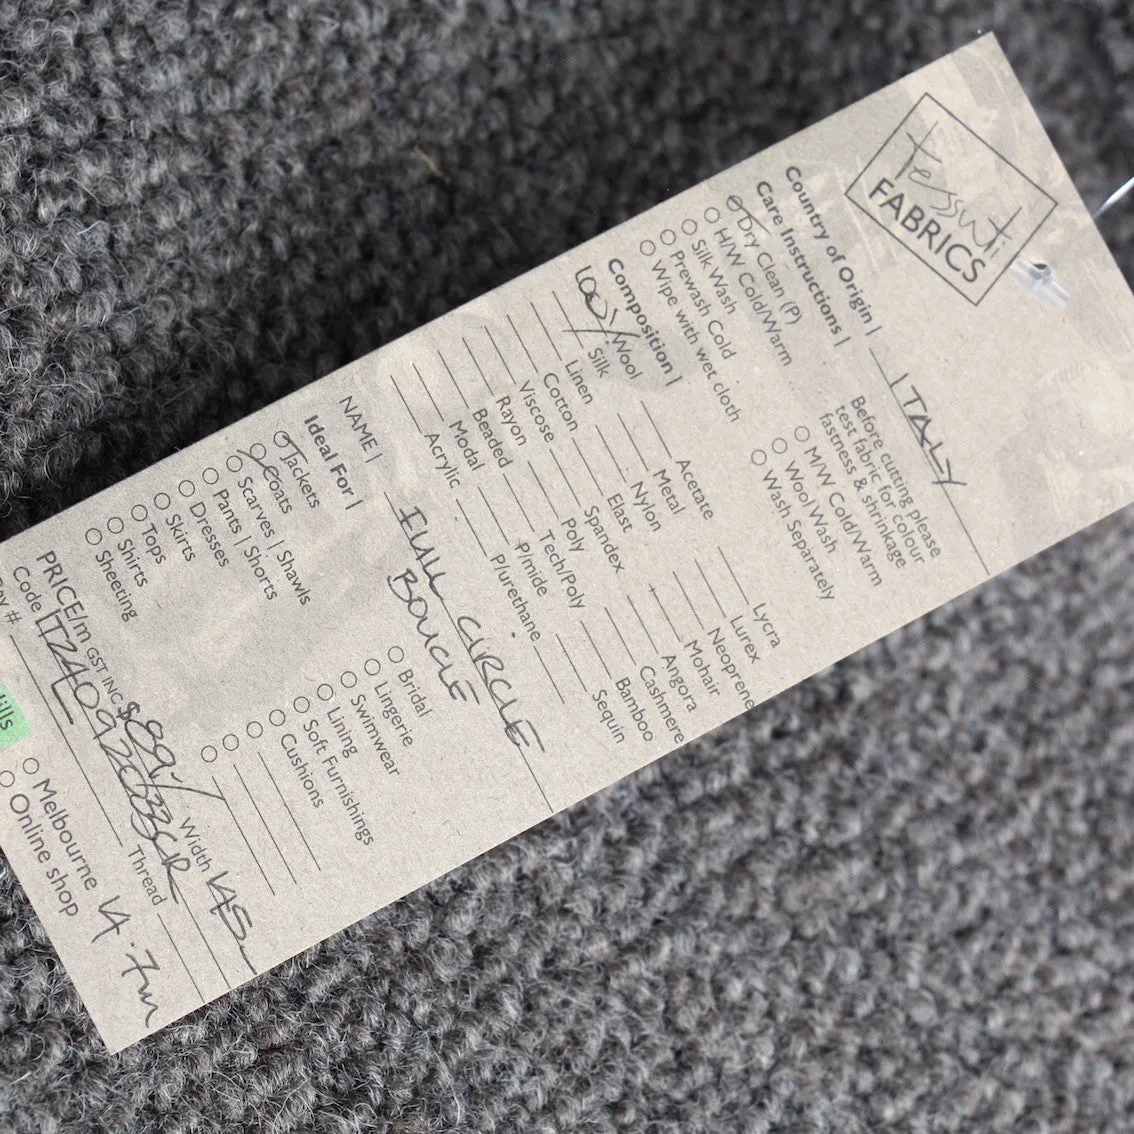 tessuti
FABRICS
Country of Origin | ITALY
Care Instructions |
Before cutting please
test fabric for colour
fastness & shrinkage
Dry Clean (P)
H/W Cold/Warm
Silk Wash
Prewash Cold
Wipe with wet cloth
M/W Cold/Warm
Wool Wash
Wash Separately
Composition |
100% Wool
Silk
Linen
Cotton
Viscose
Rayon
Beaded
Modal
Acrylic
Acetate
Metal
Nylon
Elast
Spandex
Poly
Tech/Poly
P/mide
P/urethane
Lycra
Lurex
Neoprene
Mohair
Angora
Cashmere
Bamboo
Sequin
NAME | FULL CIRCLE
BOUCLE
Ideal For |
Jackets
Coats
Scarves | Shawls
Pants | Shorts
Dresses
Skirts
Tops
Shirts
Sheeting
Bridal
Lingerie
Swimwear
Lining
Soft Furnishings
Cushions
PRICE/m GST INC $89/ Width 145
Code Thread
#
ills
Melbourne
Online shop